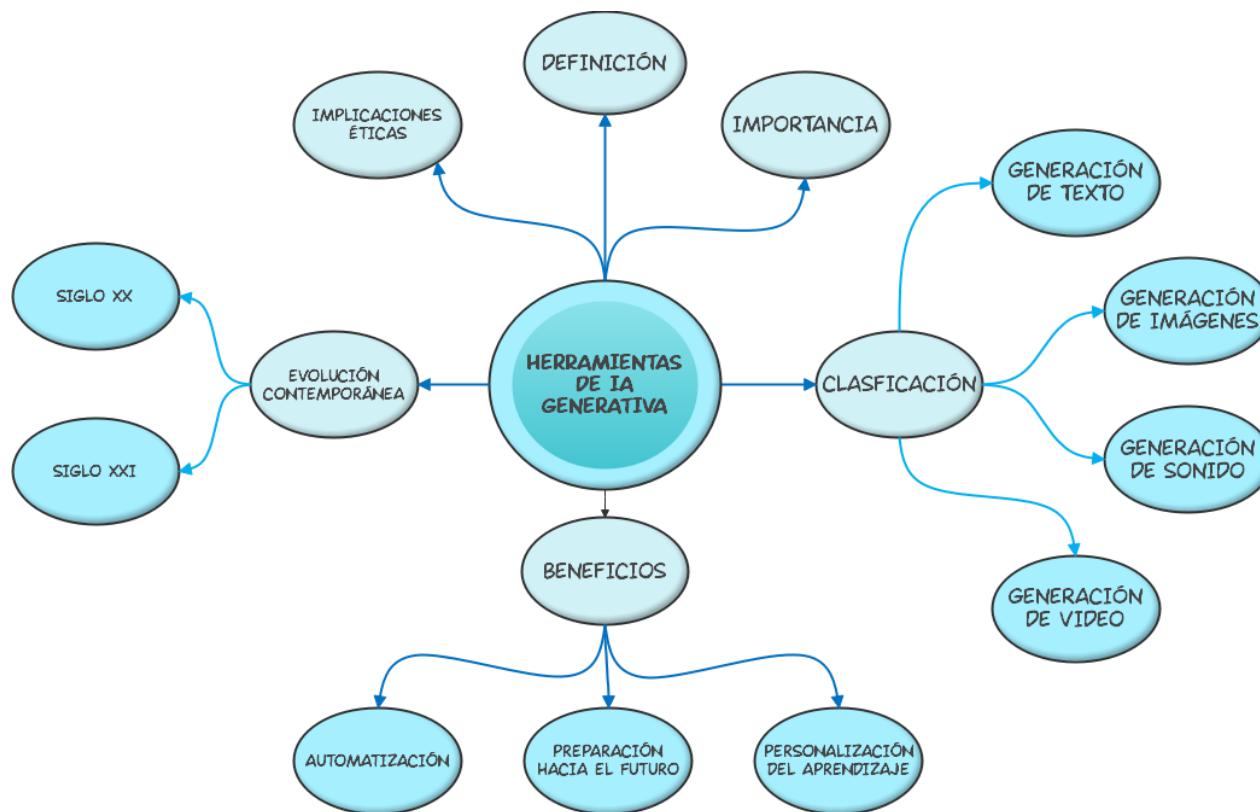 DEFINICIÓN
IMPLICACIONES
ÉTICAS
IMPORTANCIA
GENERACIÓN
DE TEXTO
SIGLO XX
GENERACIÓN
DE IMÁGENES
EVOLUCIÓN
CONTEMPORÁNEA
HERRAMIENTAS
DE IA
GENERATIVA
CLASFICACIÓN
SIGLO XXI
GENERACIÓN
DE SONIDO
BENEFICIOS
GENERACIÓN
DE VIDEO
AUTOMATIZACIÓN
PREPARACIÓN
HACIA EL FUTURO
PERSONALIZACIÓN
DEL APRENDIZAJE